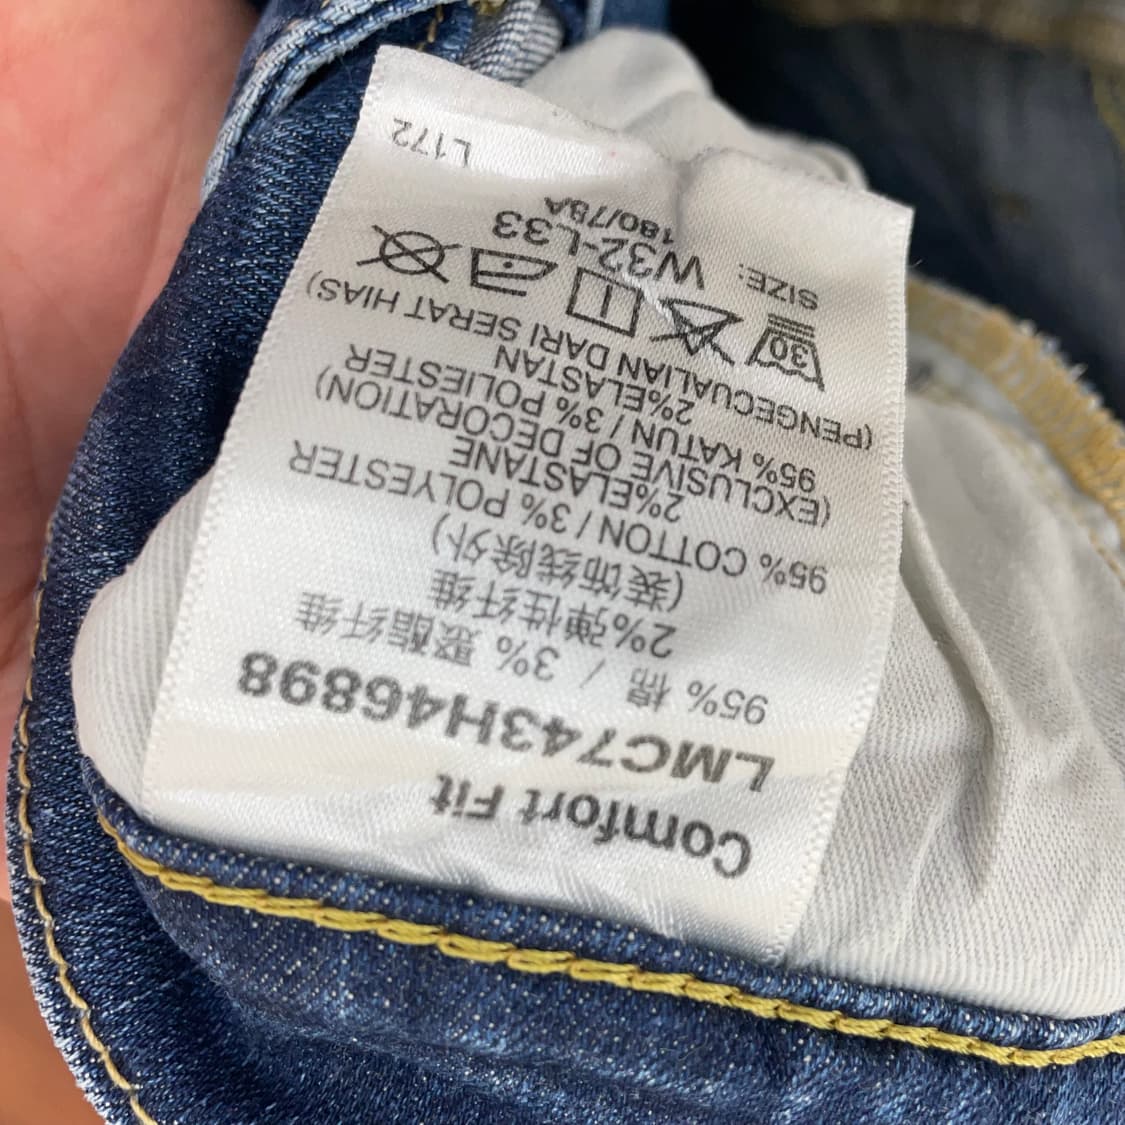 Comfort Fit
LMC743H46898
95% 棉 / 3% 聚酯纤维
2%弹性纤维
(装饰线除外)
95% COTTON / 3% POLYESTER
2%ELASTANE
(EXCLUSIVE OF DECORATION)
95% KATUN / 3% POLIESTER
2%ELASTAN
(PENGECUALIAN DARI SERAT HIAS)
30
SIZE: W32-L33
180/78A
L172